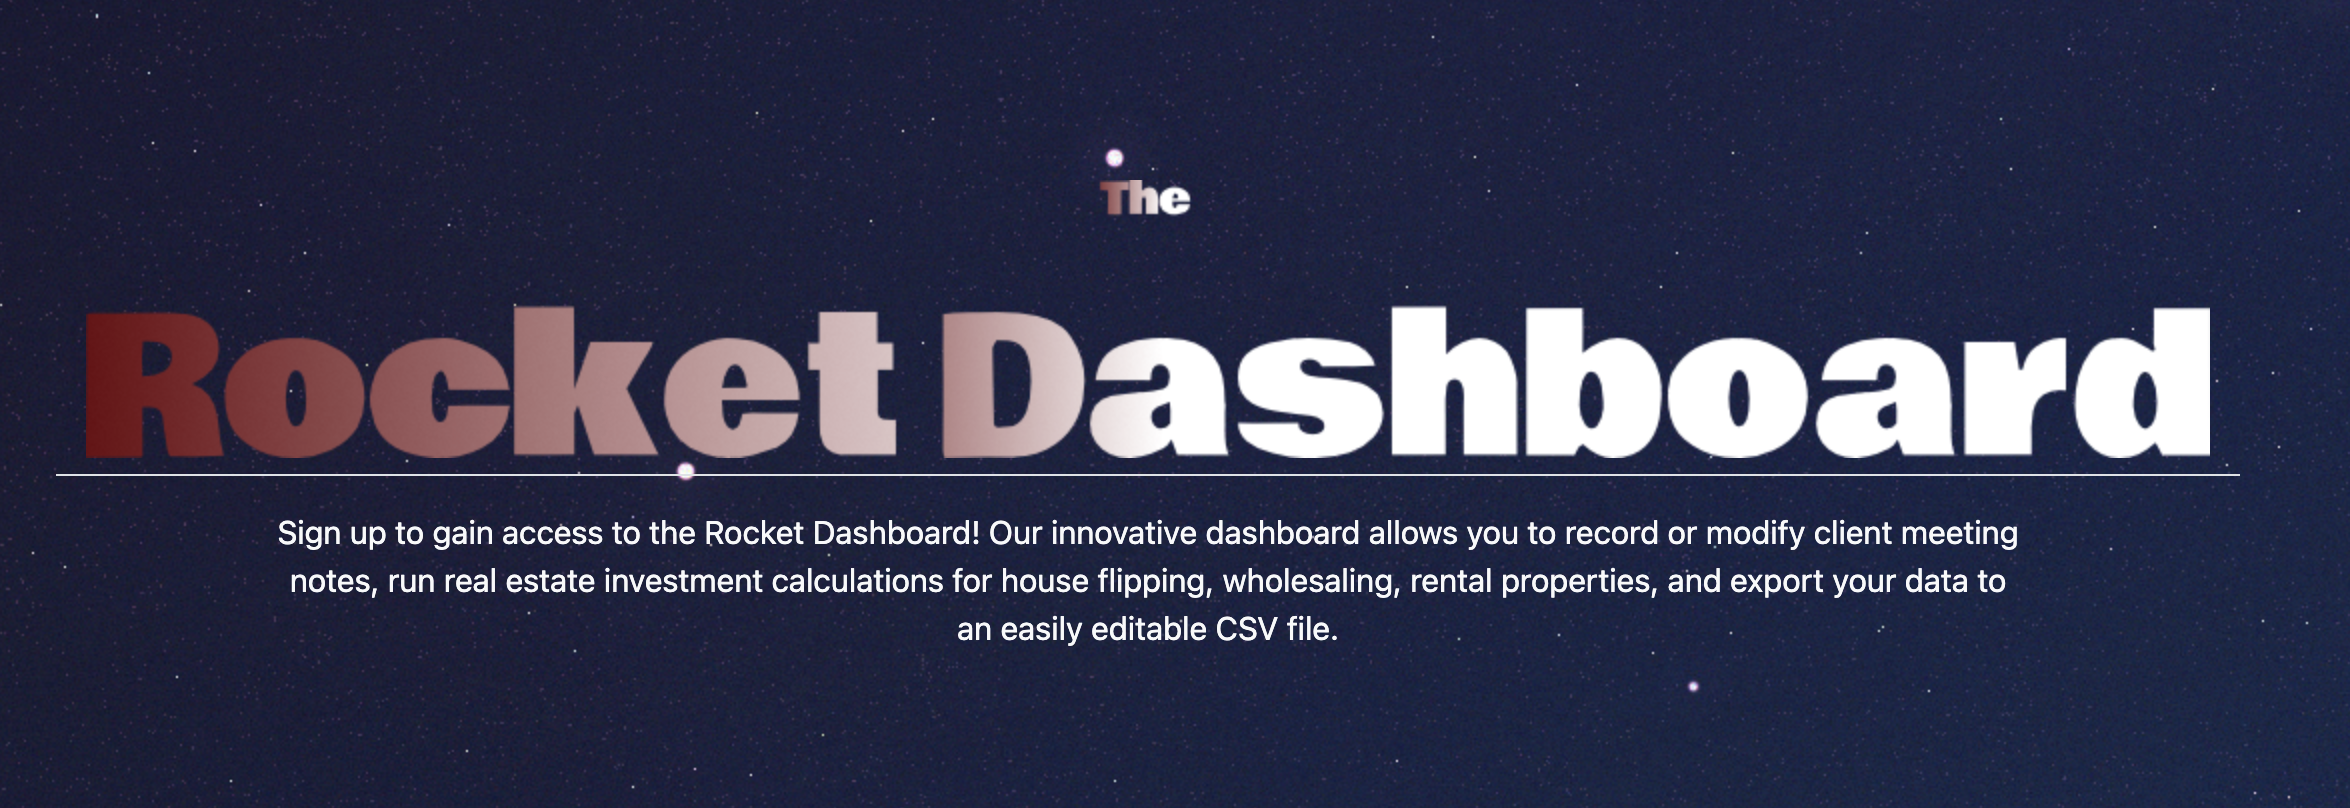 The
Rocket Dashboard
Sign up to gain access to the Rocket Dashboard! Our innovative dashboard allows you to record or modify client meeting
notes, run real estate investment calculations for house flipping, wholesaling, rental properties, and export your data to
an easily editable CSV file.